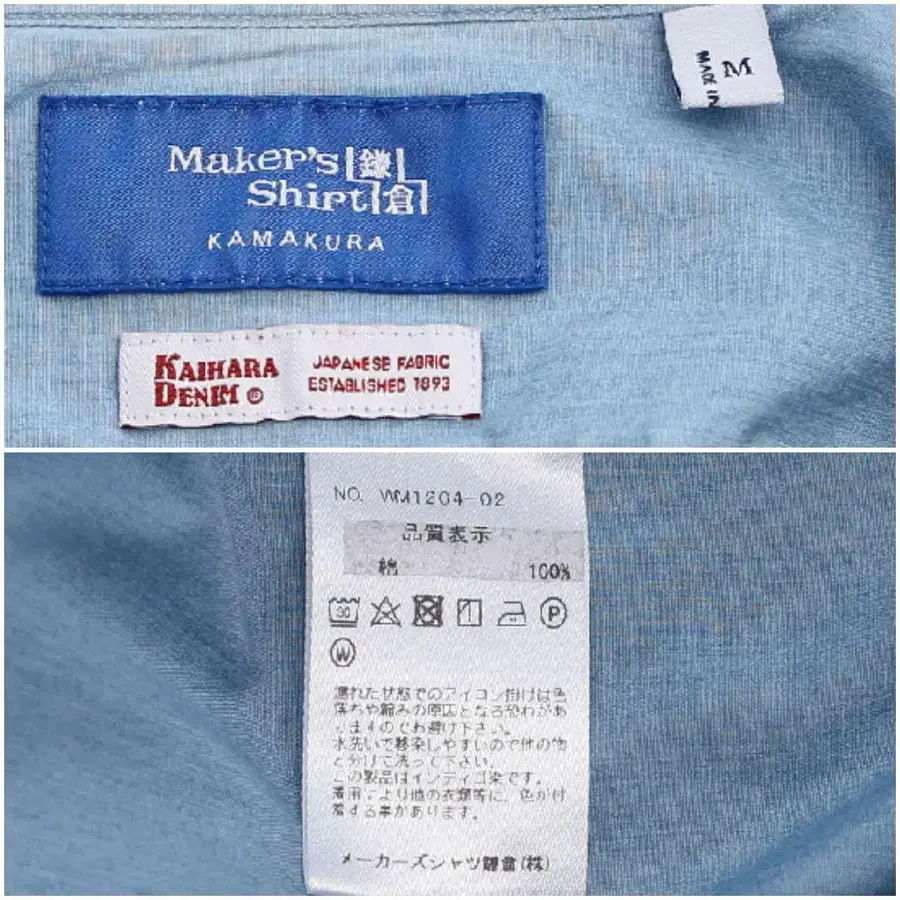 Maker's 鎌
Shirt 倉
KAMAKURA
M
MADE IN
KAIHARA
DENIM ®
JAPANESE FABRIC
ESTABLISHED 1893
NO. WM1204-02
品質表示
綿 100%
30
P
W
濡れた状態でのアイロン掛けは色
落ちや縮みの原因となる恐れがあ
りますのでお避け下さい。
水洗いで移染しやすいので他の物
と分けて洗って下さい。
この製品はインディゴ染です。
着用により他の衣類等に、色が付
着する事があります。
メーカーズシャツ鎌倉(株)